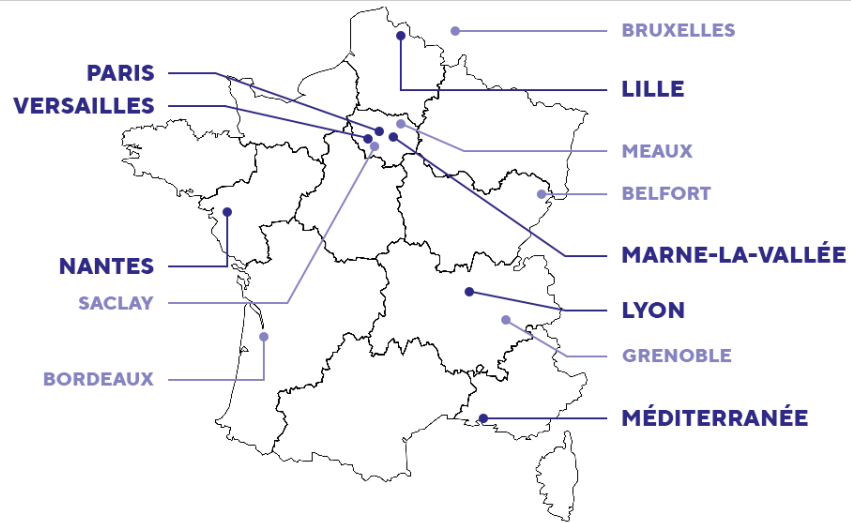 BRUXELLES
PARIS
LILLE
VERSAILLES
MEAUX
BELFORT
MARNE-LA-VALLÉE
NANTES
SACLAY
LYON
GRENOBLE
BORDEAUX
MÉDITERRANÉE